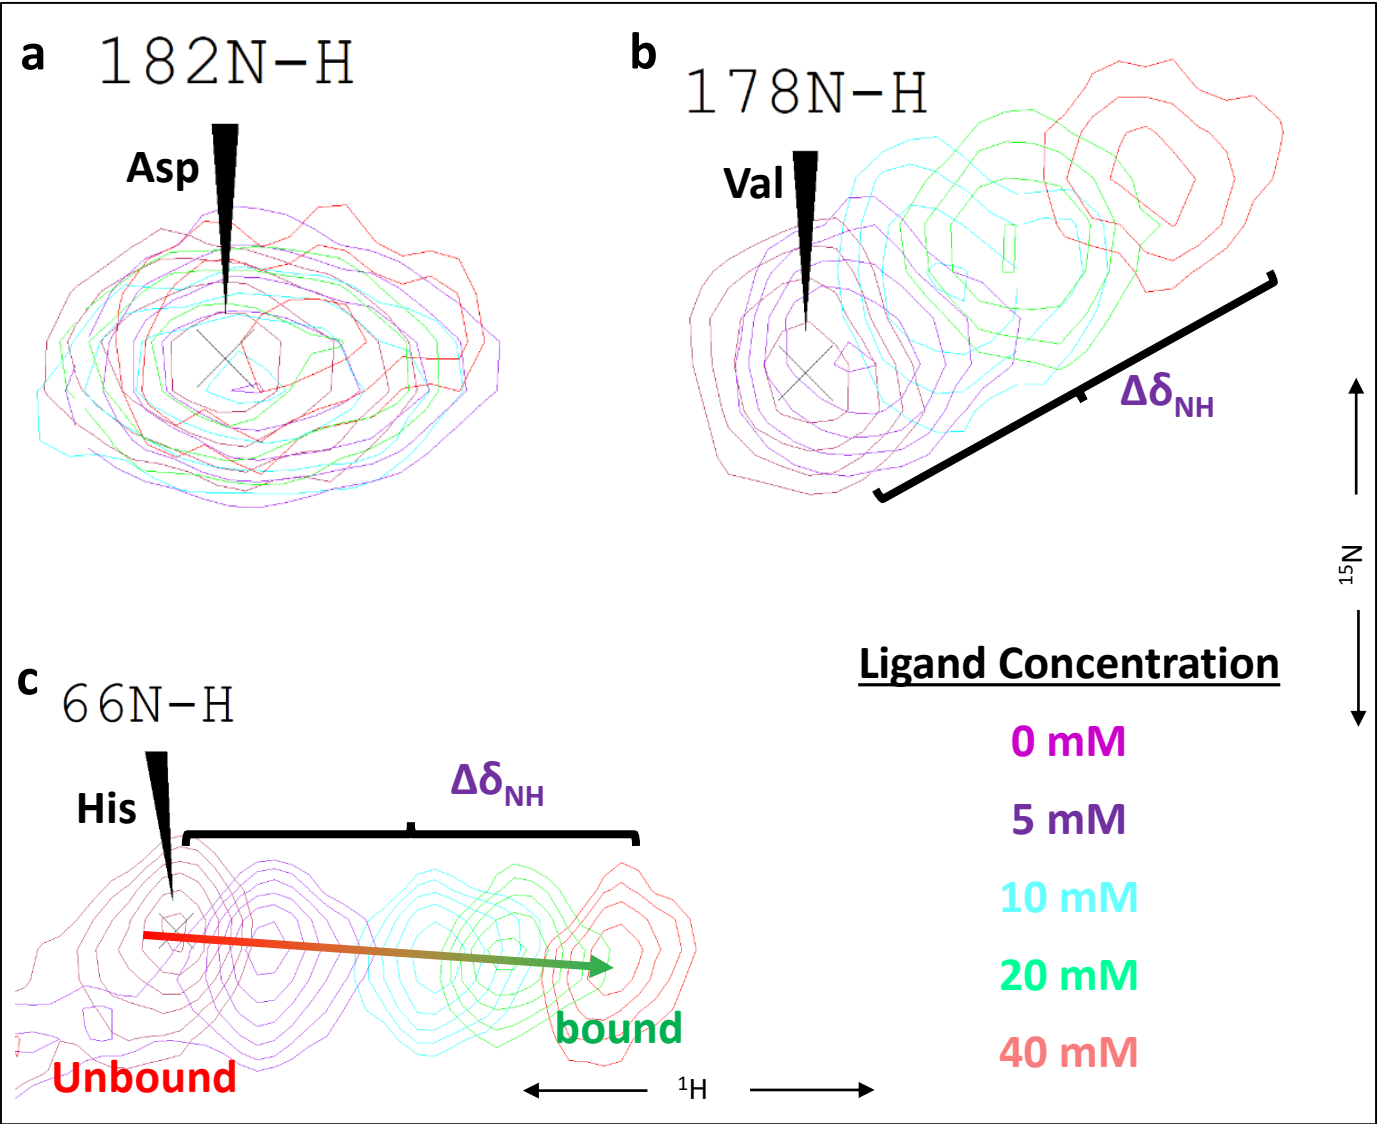 a
182N-H
Asp
b
178N-H
Val
ΔδNH
15N
c
66N-H
His
ΔδNH
Unbound
bound
1H
Ligand Concentration
0 mM
5 mM
10 mM
20 mM
40 mM